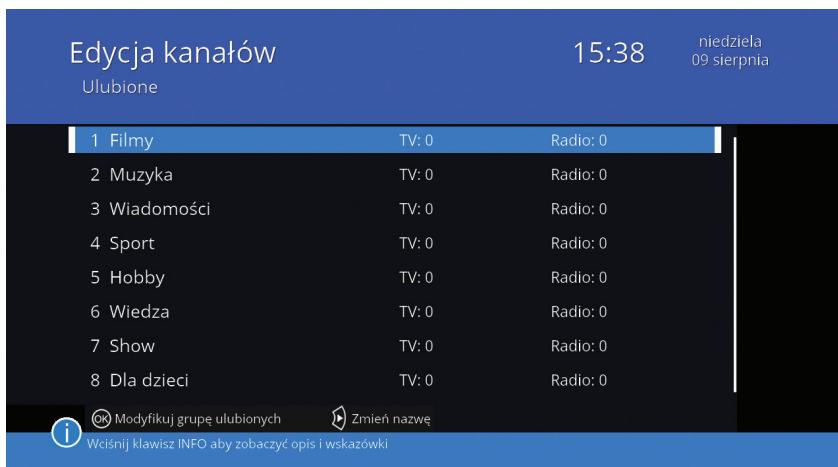 Edycja kanałów 15:38 niedziela
Ulubione 09 sierpnia
1 Filmy TV: 0 Radio: 0
2 Muzyka TV: 0 Radio: 0
3 Wiadomości TV: 0 Radio: 0
4 Sport TV: 0 Radio: 0
5 Hobby TV: 0 Radio: 0
6 Wiedza TV: 0 Radio: 0
7 Show TV: 0 Radio: 0
8 Dla dzieci TV: 0 Radio: 0
OK Modyfikuj grupę ulubionych Zmień nazwę
i Wciśnij klawisz INFO aby zobaczyć opis i wskazówki